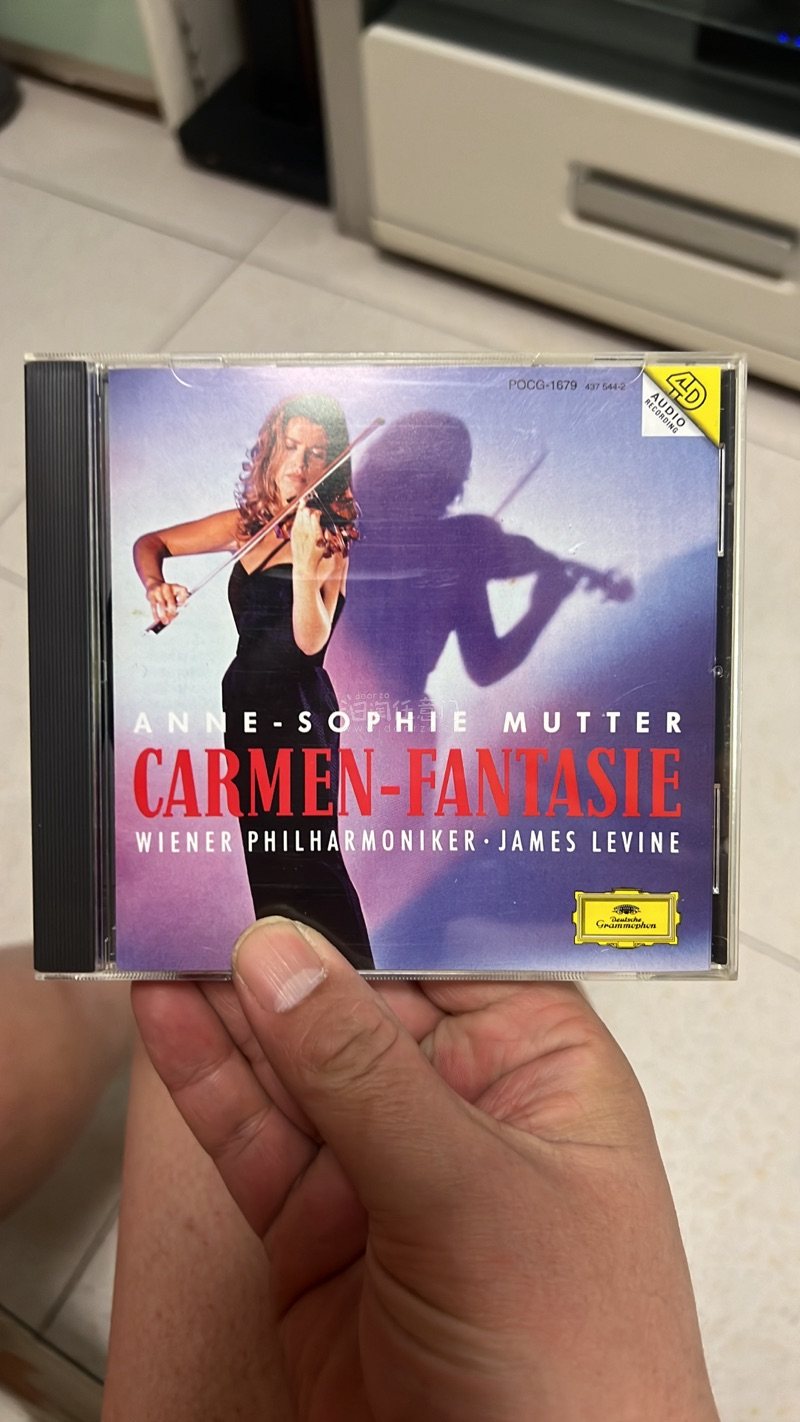 POCG-1679 437 544-2
4D
AUDIO
RECORDING
ANNE-SOPHIE MUTTER
CARMEN-FANTASIE
WIENER PHILHARMONIKER · JAMES LEVINE
Deutsche
Grammophon